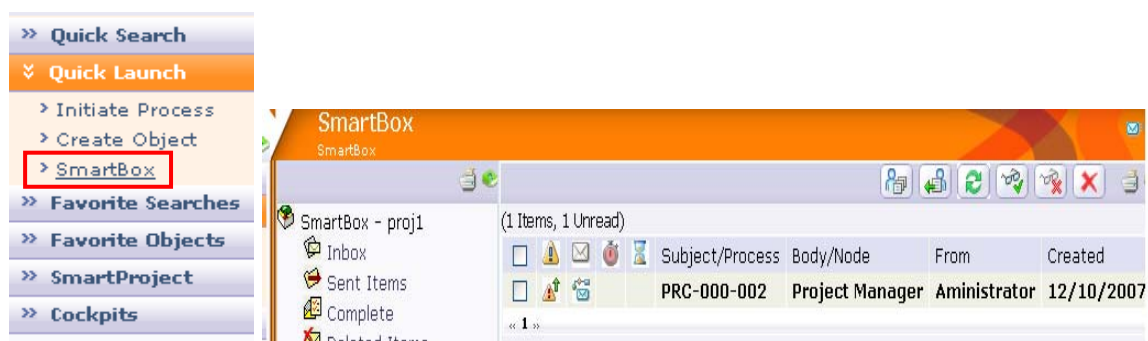 » Quick Search
Quick Launch
> Initiate Process
> Create Object
> SmartBox
» Favorite Searches
» Favorite Objects
» SmartProject
» Cockpits
SmartBox
SmartBox
SmartBox - proj1
Inbox
Sent Items
Complete
Deleted Items
(1 Items, 1 Unread)
Subject/Process Body/Node From Created
PRC-000-002 Project Manager Aministrator 12/10/2007
« 1 »